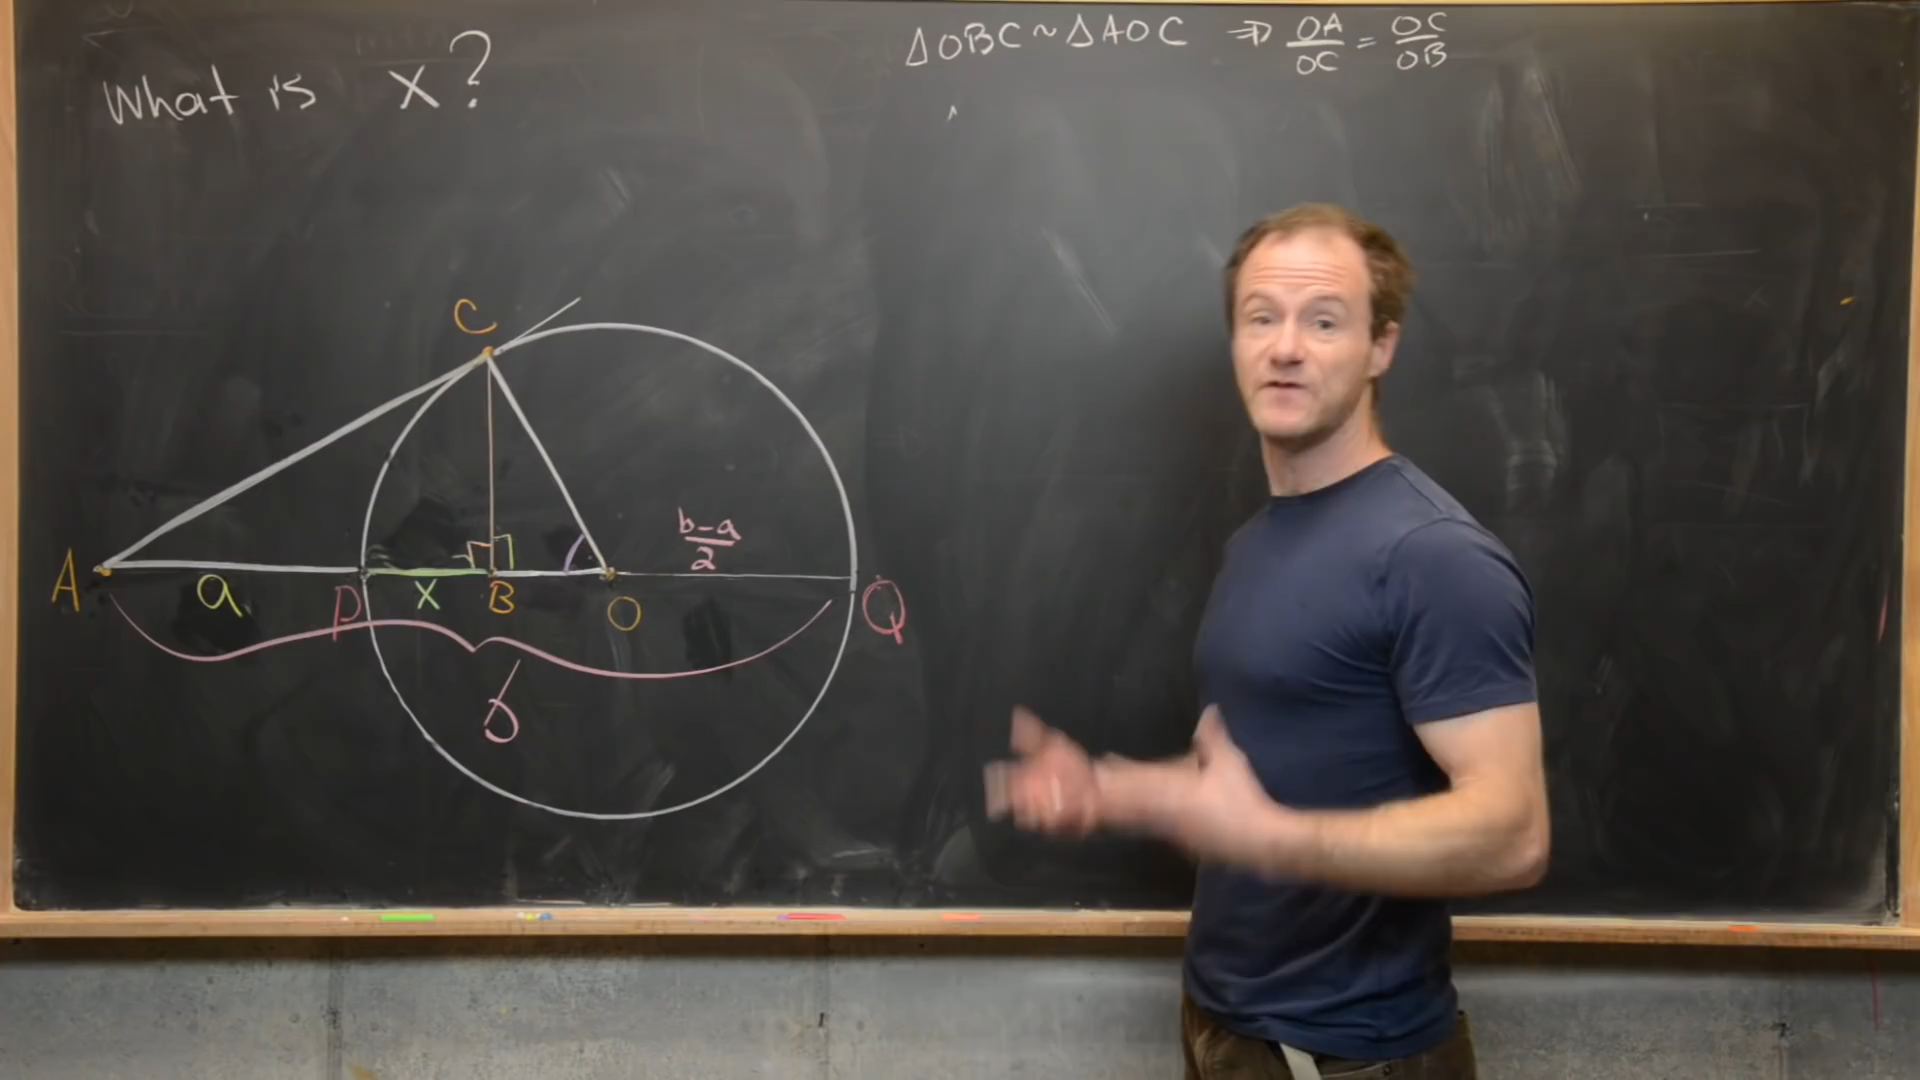 What is x?
ΔOBC ~ ΔAOC ⇒ OA/OC = OC/OB
C
b-a/2
A a P x B O Q
b